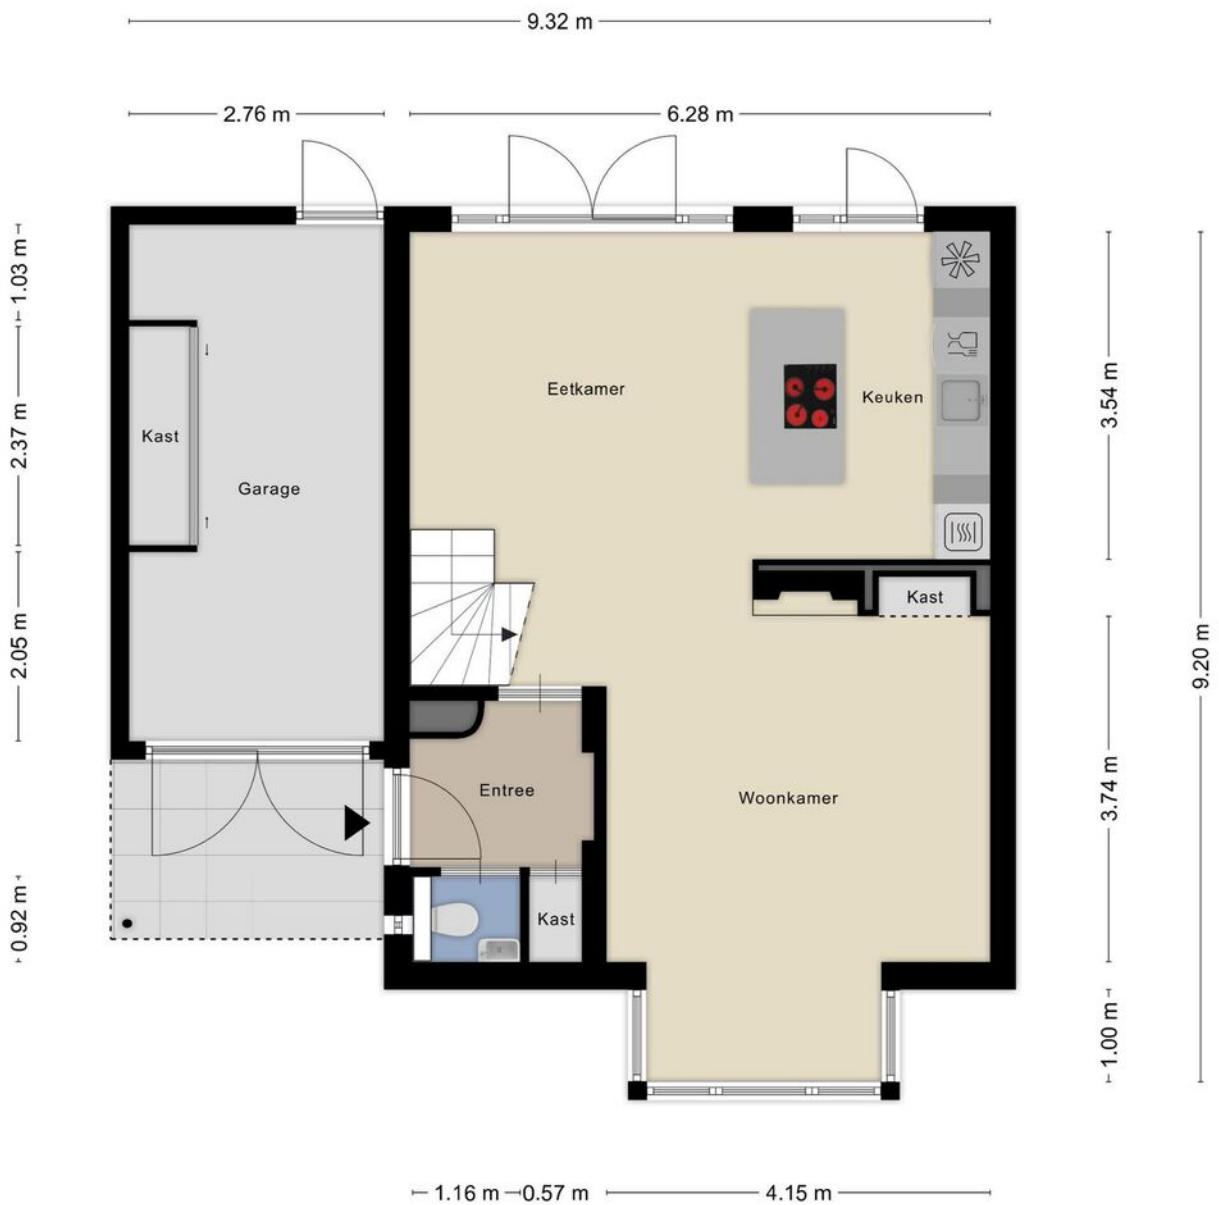 9.32 m
2.76 m
6.28 m
1.03 m
3.54 m
Eetkamer
Keuken
Kast
2.37 m
Garage
Kast
2.05 m
9.20 m
Entree
Woonkamer
3.74 m
0.92 m
Kast
1.00 m
1.16 m
0.57 m
4.15 m